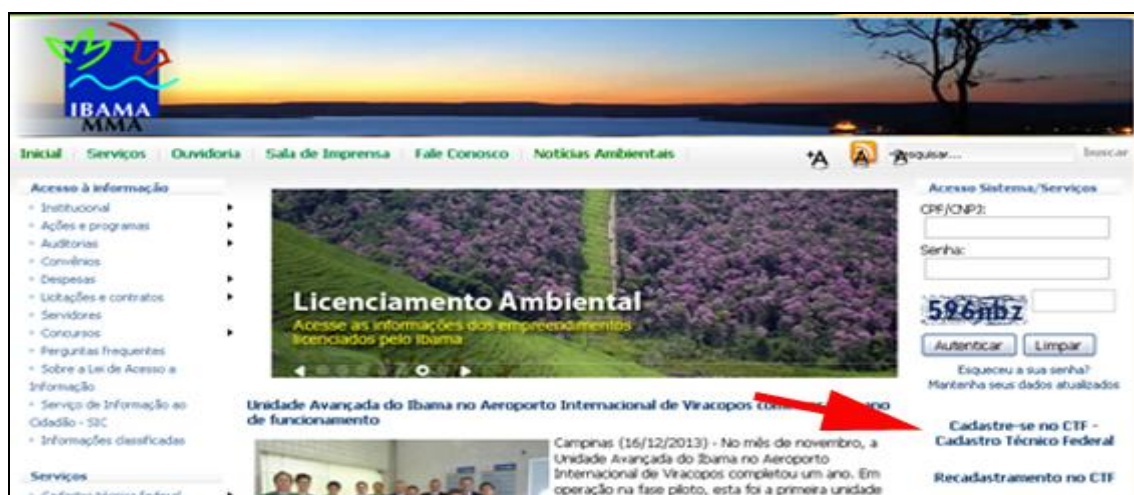 IBAMA
MMA
Inicial Serviços Ouvidoria Sala de Imprensa Fale Conosco Notícias Ambientais
+A A -A
Pesquisar... buscar
Acesso à informação
Institucional
Ações e programas
Auditorias
Convênios
Despesas
Licitações e contratos
Servidores
Concursos
Perguntas frequentes
Sobre a Lei de Acesso a
Informação
Serviço de Informação ao
Cidadão - SIC
Informações classificadas
Serviços
Cadastro técnico federal
Licenciamento Ambiental
Acesse as informações dos empreendimentos
licenciados pelo Ibama
Unidade Avançada do Ibama no Aeroporto Internacional de Viracopos ano
de funcionamento
Campinas (16/12/2013) - No mês de novembro, a
Unidade Avançada do Ibama no Aeroporto
Internacional de Viracopos completou um ano. Em
operação na fase piloto, esta foi a primeira unidade
Acesso Sistema/Serviços
CPF/CNPJ:
Senha:
596nbz
Autenticar Limpar
Esqueceu a sua senha?
Mantenha seus dados atualizados
Cadastre-se no CTF -
Cadastro Técnico Federal
Recadastramento no CTF